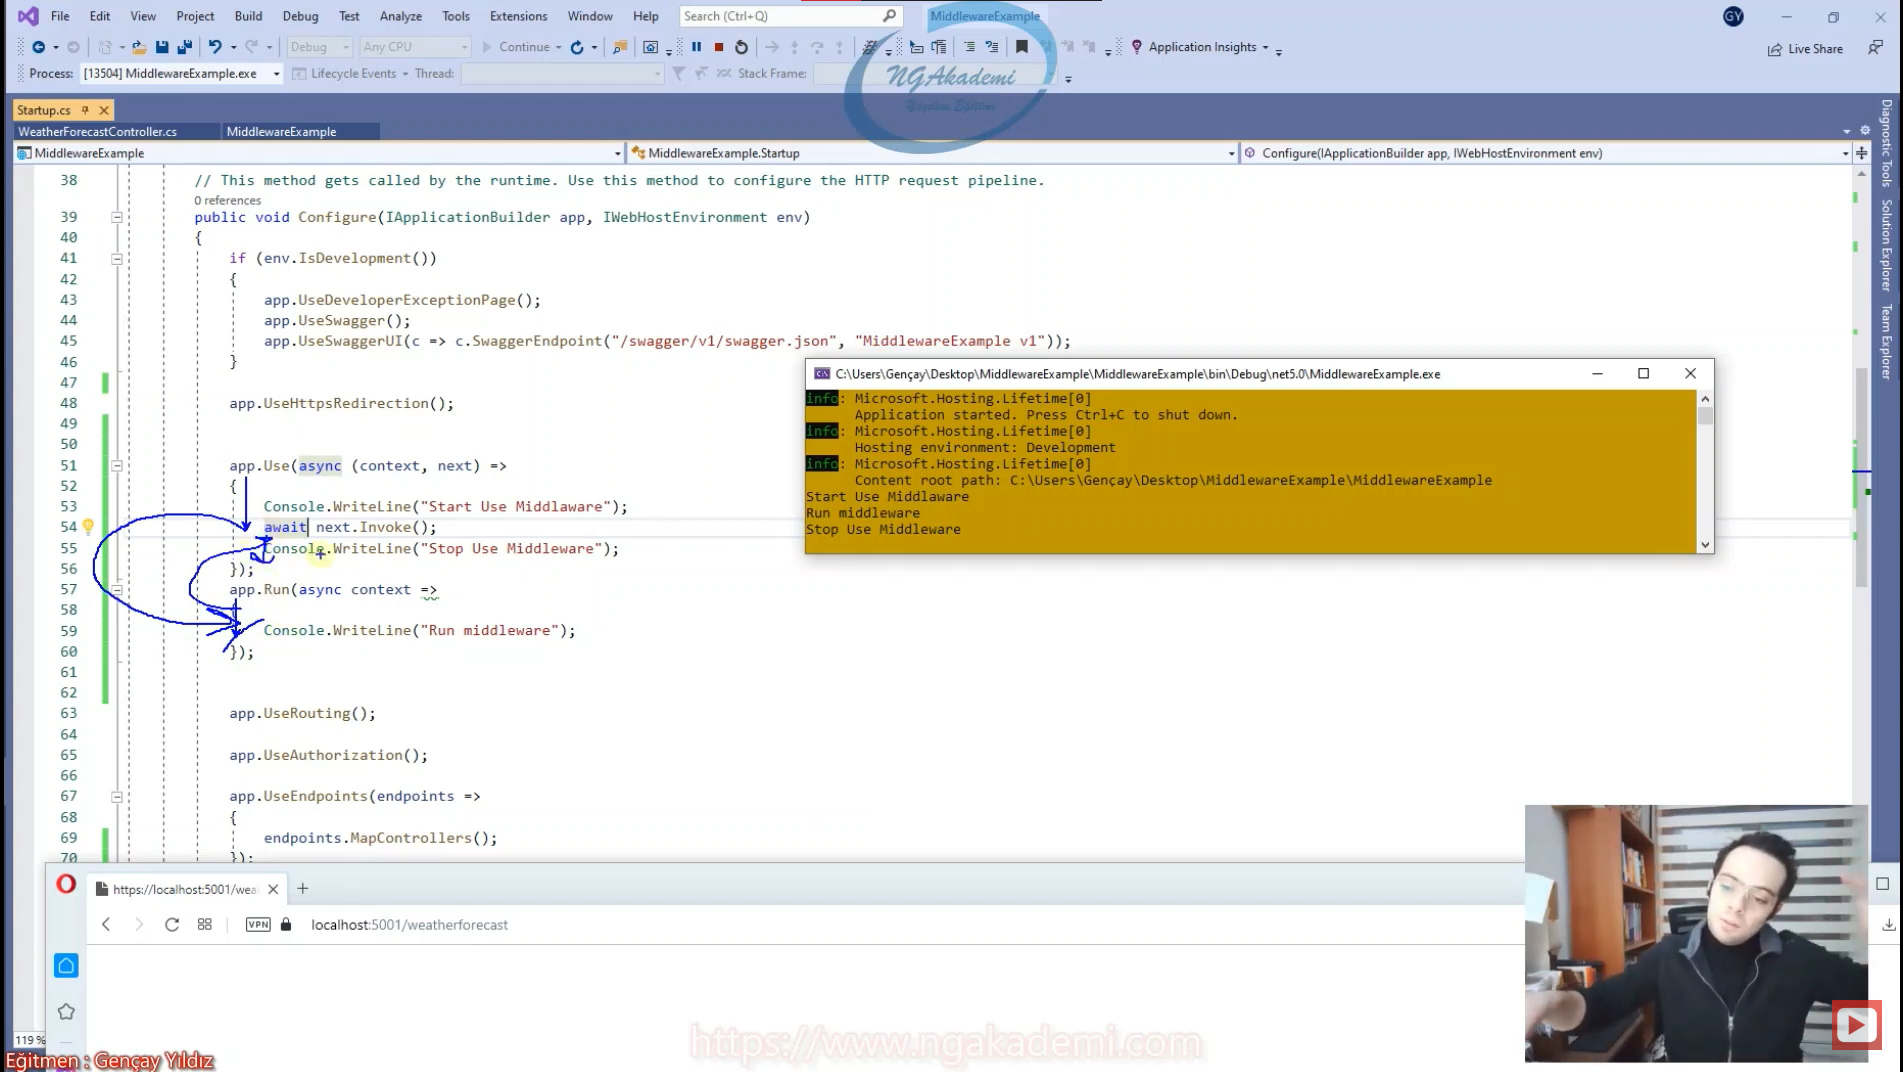 File Edit View Project Build Debug Test Analyze Tools Extensions Window Help Search (Ctrl+Q) MiddlewareExample GY
Debug Any CPU Continue Application Insights Live Share
Process: [13504] MiddlewareExample.exe Lifecycle Events Thread: Stack Frame:
NGAkademi
Yazılım Eğitimi
Startup.cs
WeatherForecastController.cs MiddlewareExample
MiddlewareExample MiddlewareExample.Startup Configure(IApplicationBuilder app, IWebHostEnvironment env)
38 // This method gets called by the runtime. Use this method to configure the HTTP request pipeline.
0 references
39 public void Configure(IApplicationBuilder app, IWebHostEnvironment env)
40 {
41 if (env.IsDevelopment())
42 {
43 app.UseDeveloperExceptionPage();
44 app.UseSwagger();
45 app.UseSwaggerUI(c => c.SwaggerEndpoint("/swagger/v1/swagger.json", "MiddlewareExample v1"));
46 }
47
48 app.UseHttpsRedirection();
49
50
51 app.Use(async (context, next) =>
52 {
53 Console.WriteLine("Start Use Middlaware");
54 await next.Invoke();
55 Console.WriteLine("Stop Use Middleware");
56 });
57 app.Run(async context =>
58
59 Console.WriteLine("Run middleware");
60 });
61
62
63 app.UseRouting();
64
65 app.UseAuthorization();
66
67 app.UseEndpoints(endpoints =>
68 {
69 endpoints.MapControllers();
70 });
119 %
C:\Users\Gençay\Desktop\MiddlewareExample\MiddlewareExample\bin\Debug\net5.0\MiddlewareExample.exe
info: Microsoft.Hosting.Lifetime[0]
Application started. Press Ctrl+C to shut down.
info: Microsoft.Hosting.Lifetime[0]
Hosting environment: Development
info: Microsoft.Hosting.Lifetime[0]
Content root path: C:\Users\Gençay\Desktop\MiddlewareExample\MiddlewareExample
Start Use Middlaware
Run middleware
Stop Use Middleware
Diagnostic Tools
Solution Explorer
Team Explorer
https://localhost:5001/wea
VPN localhost:5001/weatherforecast
https://www.ngakademi.com
Eğitmen : Gençay Yıldız